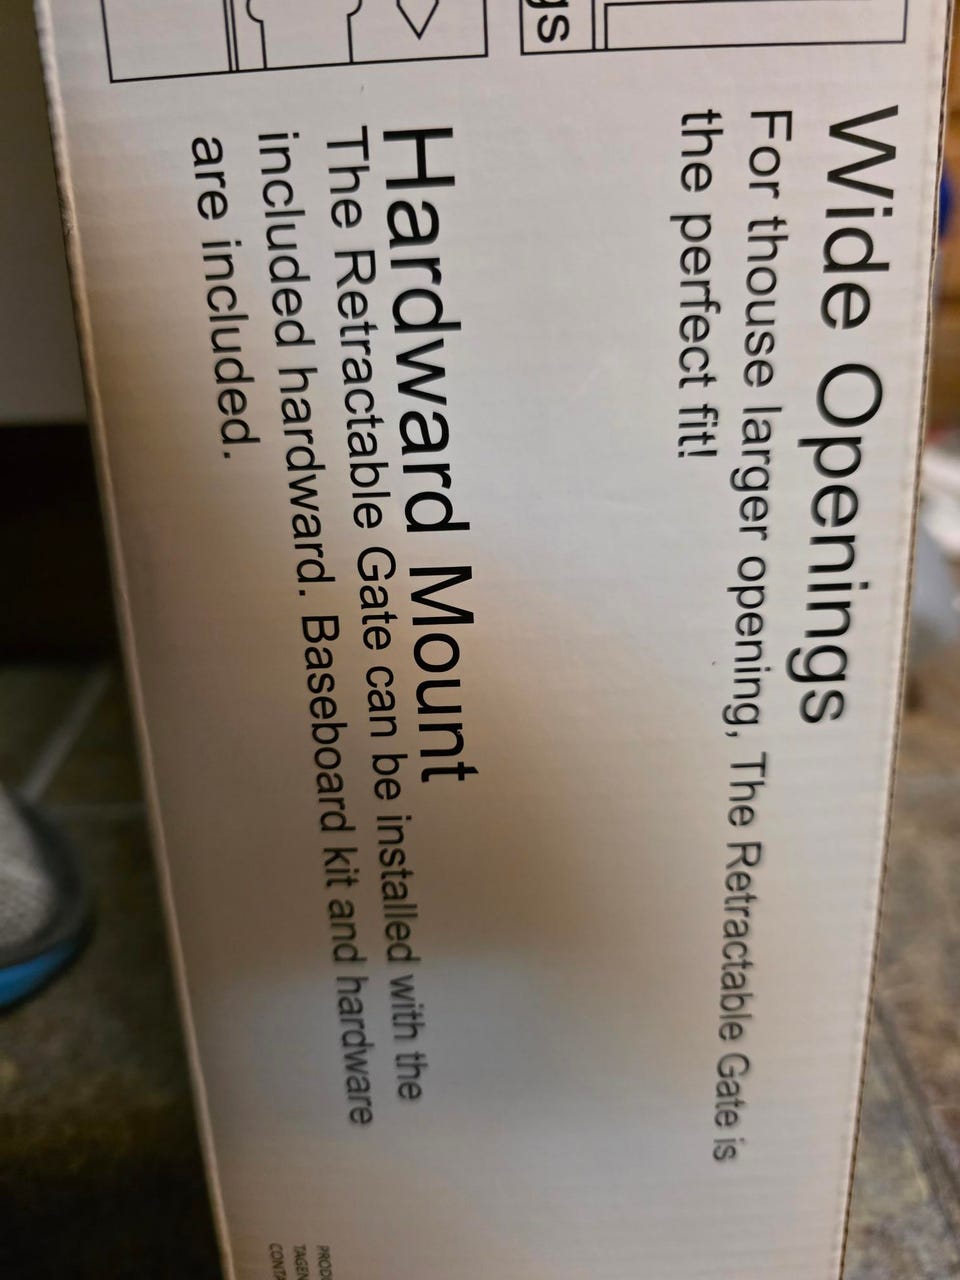 gs
Wide Openings
For thouse larger opening, The Retractable Gate is
the perfect fit!
Hardward Mount
The Retractable Gate can be installed with the
included hardward. Baseboard kit and hardware
are included.